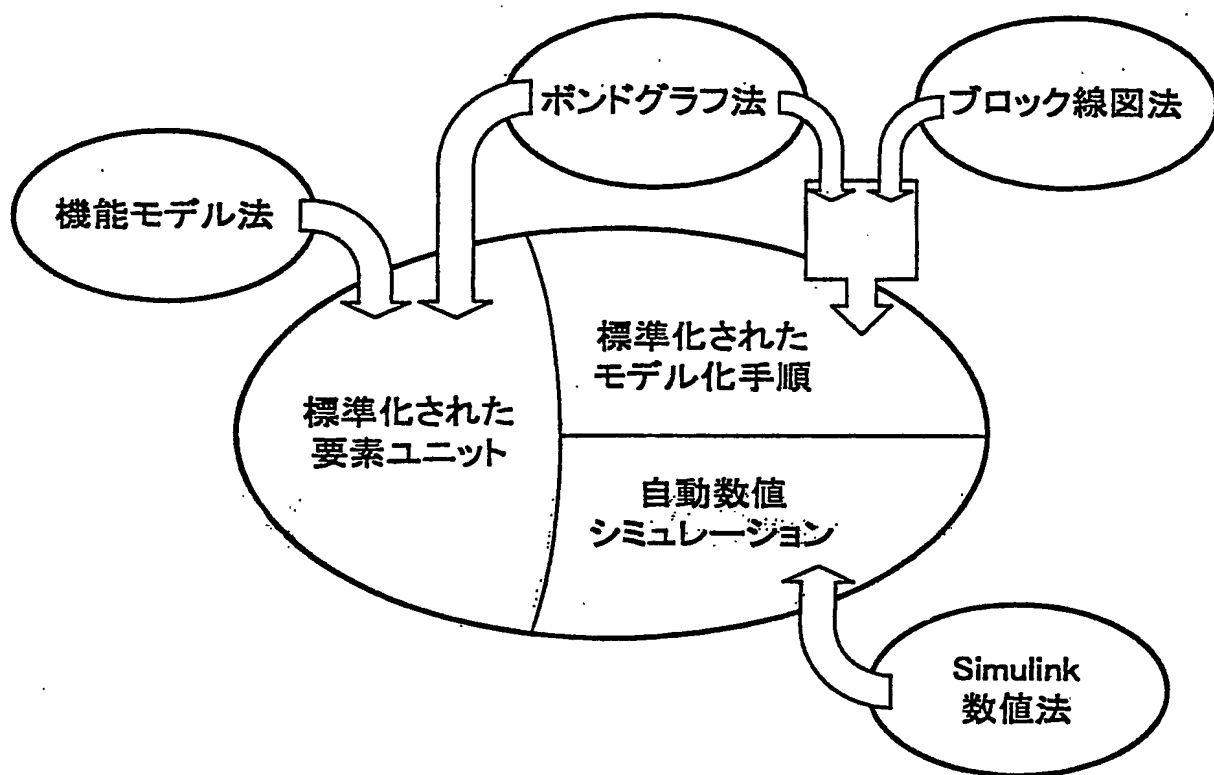 ボンドグラフ法
ブロック線図法
機能モデル法
標準化された
モデル化手順
標準化された
要素ユニット
自動数値
シミュレーション
Simulink
数値法